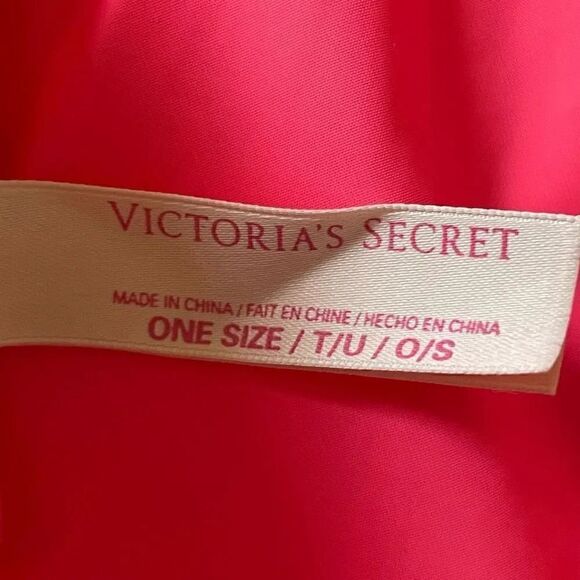 VICTORIA'S SECRET
MADE IN CHINA / FAIT EN CHINE / HECHO EN CHINA
ONE SIZE / T/U / O/S